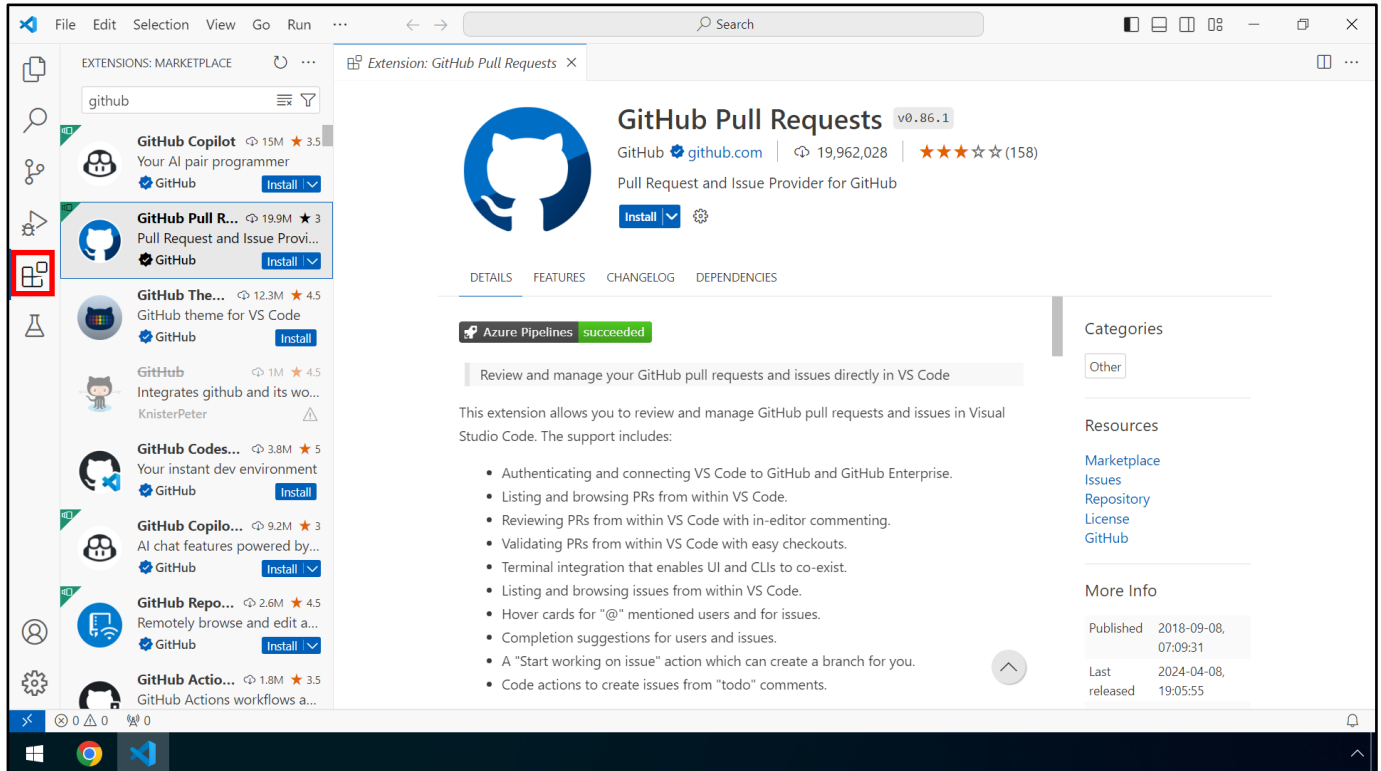 File Edit Selection View Go Run ···
Search
EXTENSIONS: MARKETPLACE
github
GitHub Copilot 15M ★ 3.5
Your AI pair programmer
GitHub
Install
GitHub Pull R... 19.9M ★ 3
Pull Request and Issue Provi...
GitHub
Install
GitHub The... 12.3M ★ 4.5
GitHub theme for VS Code
GitHub
Install
GitHub 1M ★ 4.5
Integrates github and its wo...
KnisterPeter
GitHub Codes... 3.8M ★ 5
Your instant dev environment
GitHub
Install
GitHub Copilo... 9.2M ★ 3
AI chat features powered by...
GitHub
Install
GitHub Repo... 2.6M ★ 4.5
Remotely browse and edit a...
GitHub
Install
GitHub Actio... 1.8M ★ 3.5
GitHub Actions workflows a...
Extension: GitHub Pull Requests
GitHub Pull Requests v0.86.1
GitHub github.com 19,962,028 ★★★☆☆(158)
Pull Request and Issue Provider for GitHub
Install
DETAILS FEATURES CHANGELOG DEPENDENCIES
Azure Pipelines succeeded
Review and manage your GitHub pull requests and issues directly in VS Code
This extension allows you to review and manage GitHub pull requests and issues in Visual
Studio Code. The support includes:
• Authenticating and connecting VS Code to GitHub and GitHub Enterprise.
• Listing and browsing PRs from within VS Code.
• Reviewing PRs from within VS Code with in-editor commenting.
• Validating PRs from within VS Code with easy checkouts.
• Terminal integration that enables UI and CLIs to co-exist.
• Listing and browsing issues from within VS Code.
• Hover cards for "@" mentioned users and for issues.
• Completion suggestions for users and issues.
• A "Start working on issue" action which can create a branch for you.
• Code actions to create issues from "todo" comments.
Categories
Other
Resources
Marketplace
Issues
Repository
License
GitHub
More Info
Published 2018-09-08,
07:09:31
Last 2024-04-08,
released 19:05:55
0 0 0